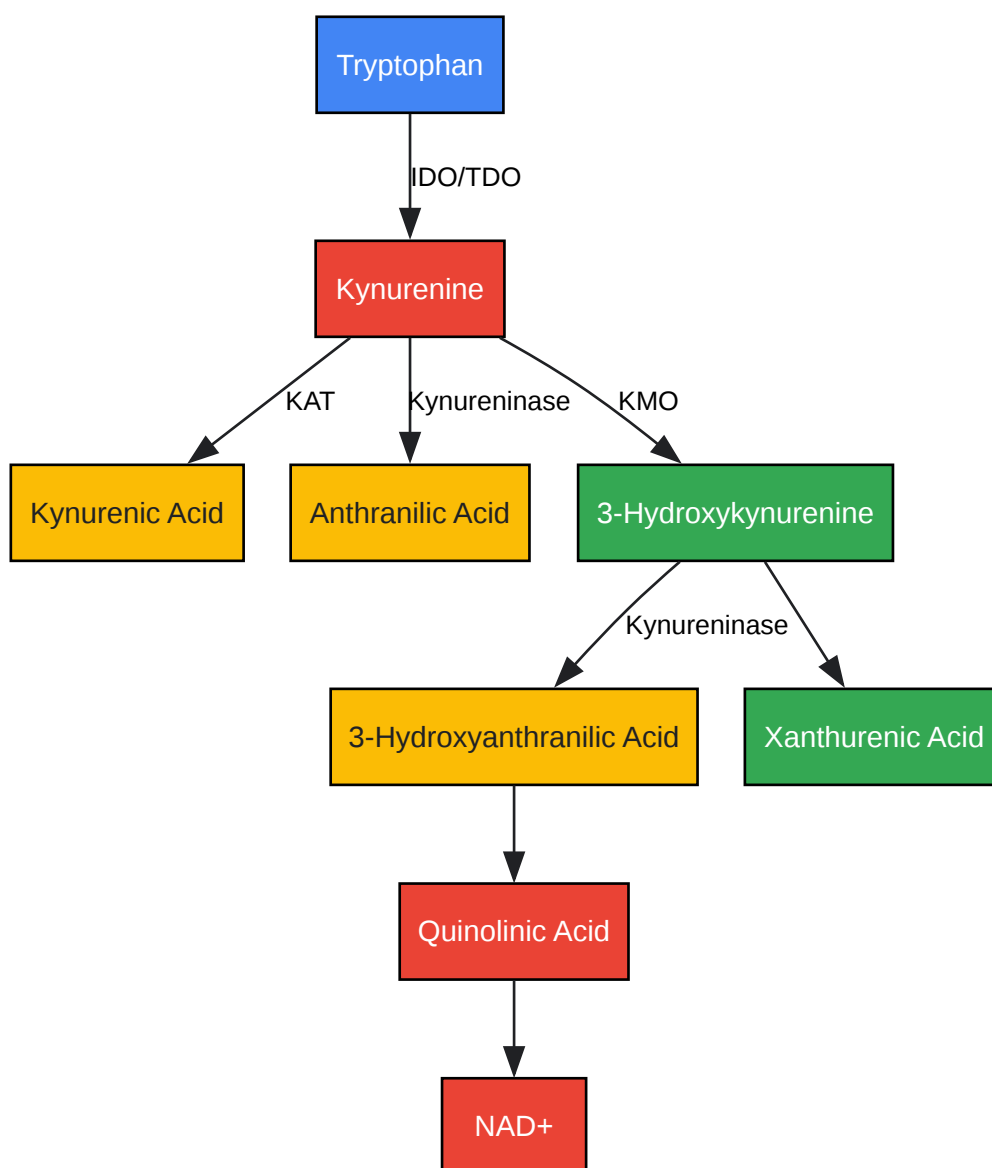 Tryptophan
IDO/TDO
Kynurenine
KAT
Kynureninase
KMO
Kynurenic Acid
Anthranilic Acid
3-Hydroxykynurenine
Kynureninase
3-Hydroxyanthranilic Acid
Xanthurenic Acid
Quinolinic Acid
NAD+